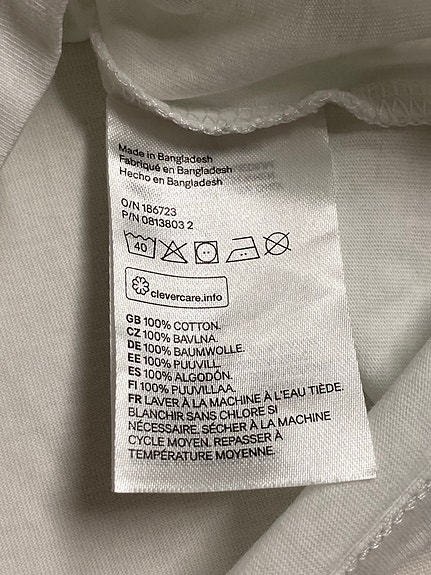 Made in Bangladesh
Fabriqué en Bangladesh
Hecho en Bangladesh
O/N 186723
P/N 0813803 2
40
clevercare.info
GB 100% COTTON.
CZ 100% BAVLNA.
DE 100% BAUMWOLLE.
EE 100% PUUVILL.
ES 100% ALGODÓN.
FI 100% PUUVILLAA.
FR LAVER À LA MACHINE À L'EAU TIÈDE.
BLANCHIR SANS CHLORE SI
NÉCESSAIRE. SÉCHER À LA MACHINE
CYCLE MOYEN. REPASSER À
TEMPÉRATURE MOYENNE.